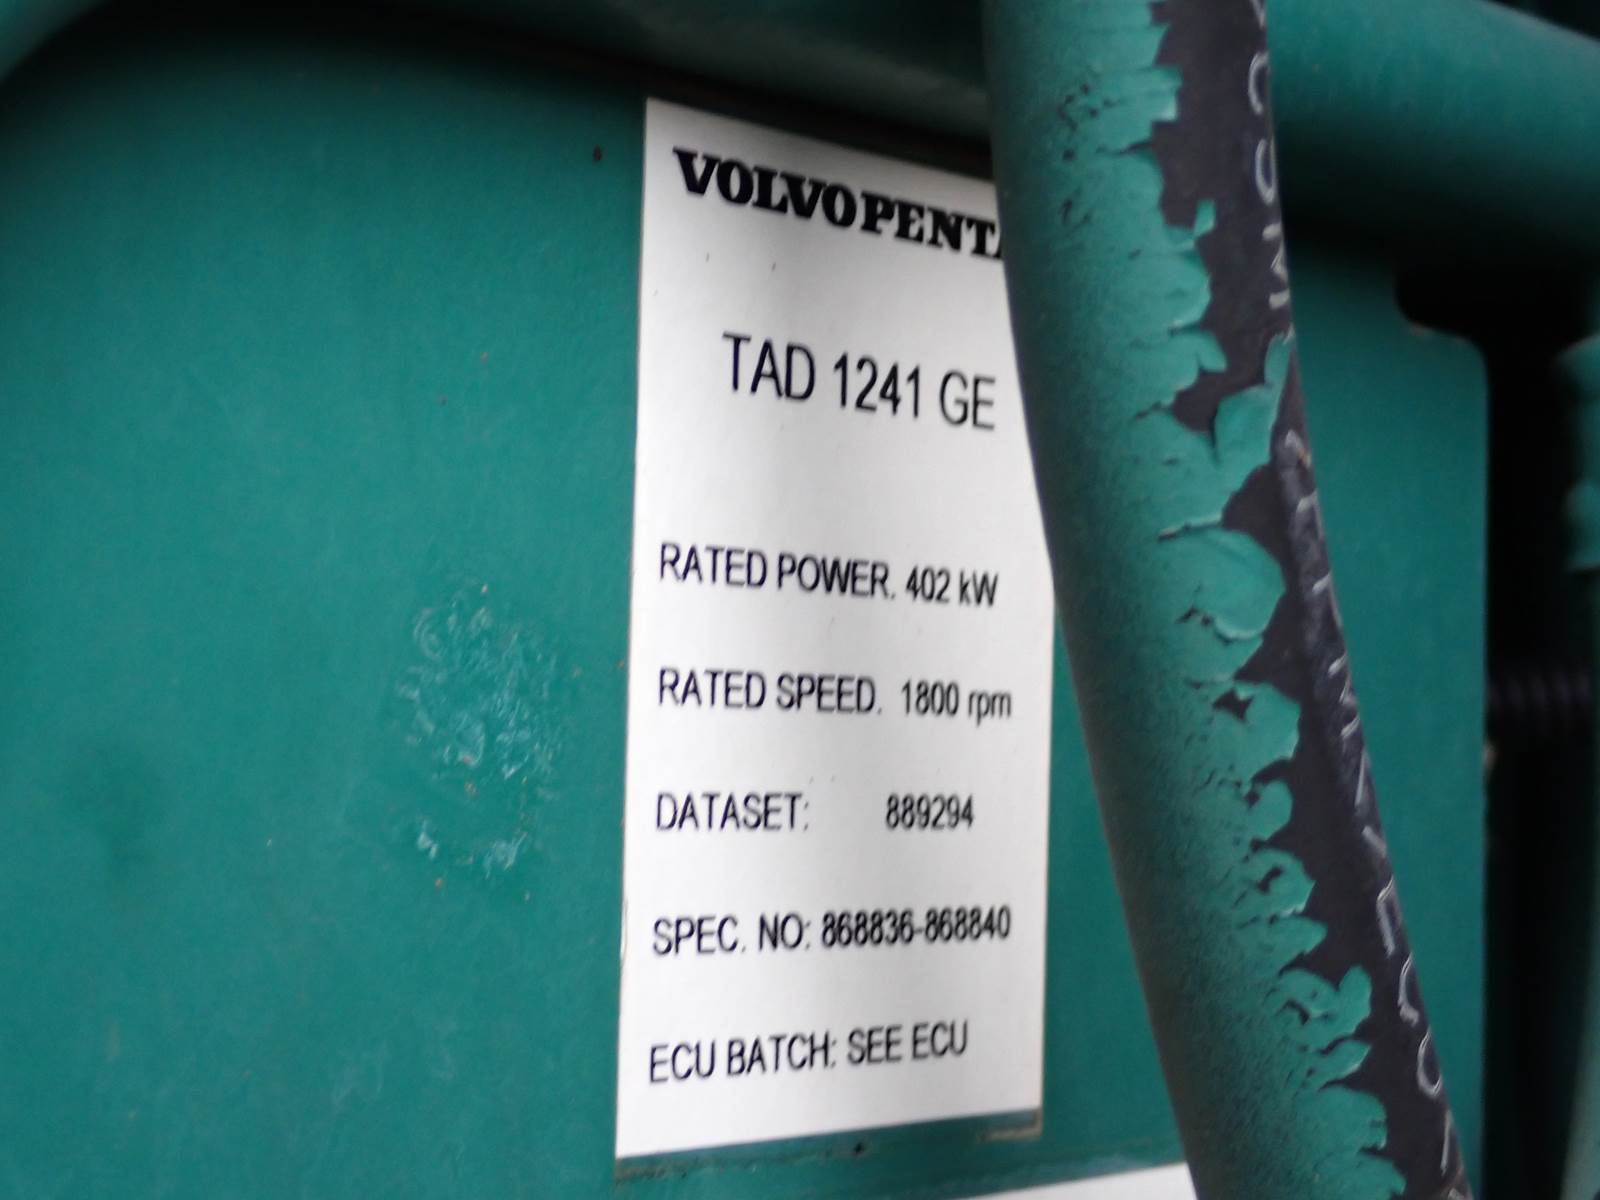 VOLVO PENTA
TAD 1241 GE
RATED POWER. 402 kW
RATED SPEED. 1800 rpm
DATASET: 889294
SPEC. NO: 868836-868840
ECU BATCH: SEE ECU